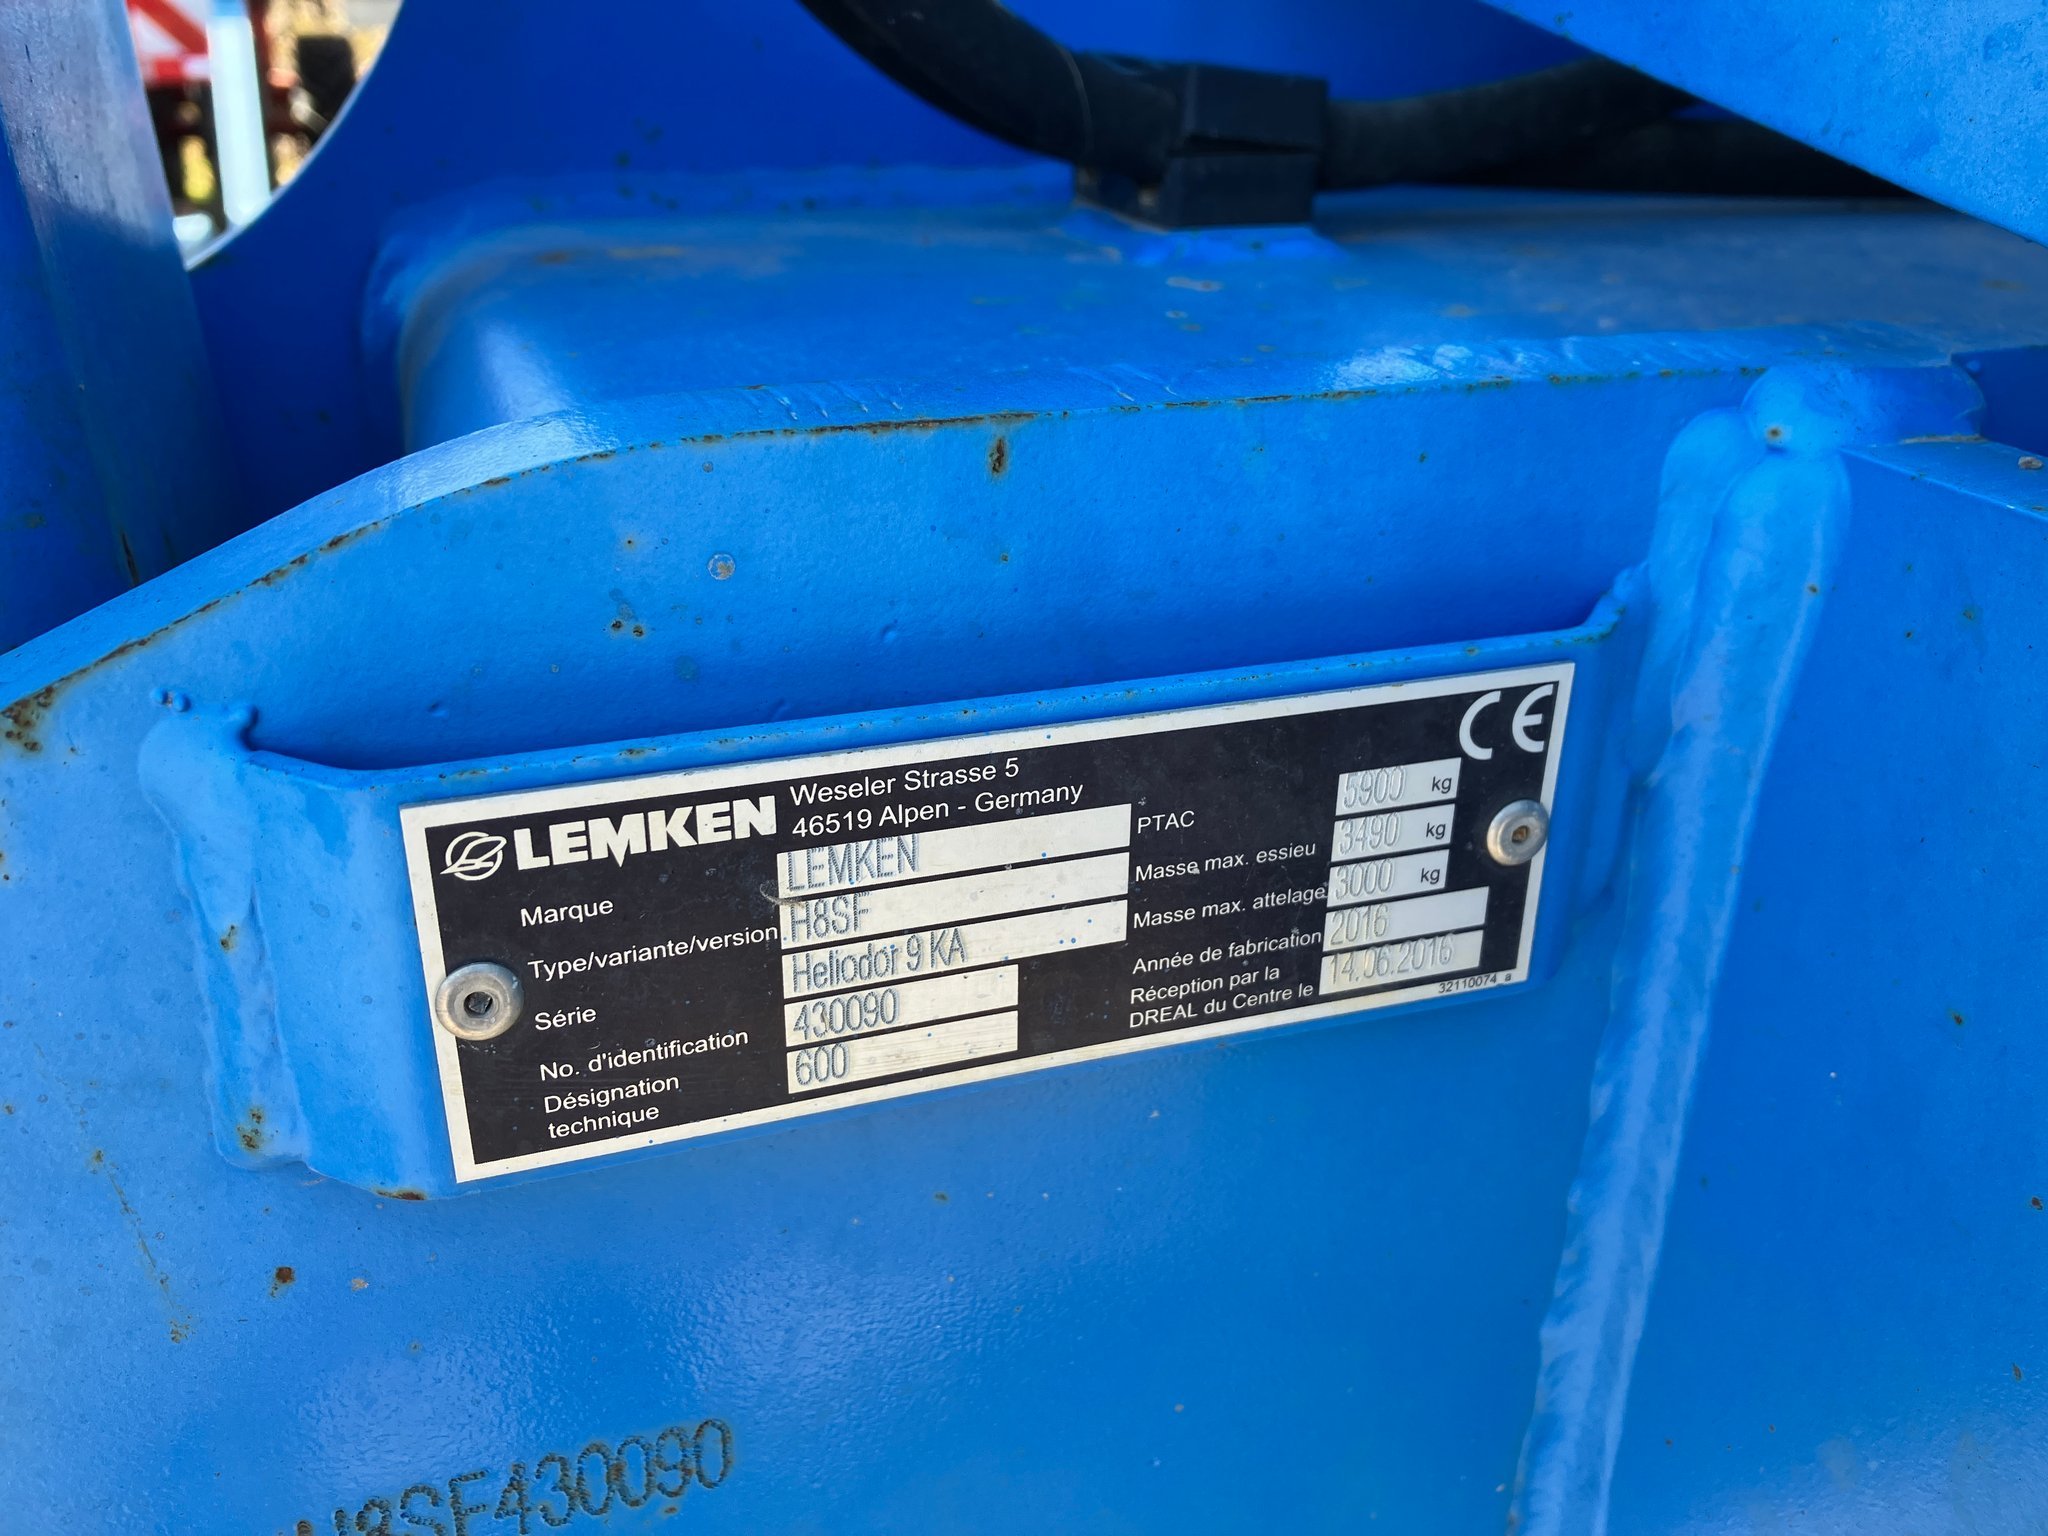 LEMKEN
Weseler Strasse 5
46519 Alpen - Germany
CE
Marque LEMKEN
Type/variante/version H8SF
Série Heliodor 9 KA
No. d'identification 430090
Désignation
technique 600
PTAC 5900 kg
Masse max. essieu 3490 kg
Masse max. attelage 3000 kg
Année de fabrication 2016
Réception par la
DREAL du Centre le 14.06.2016
32110074 a
H8SF430090